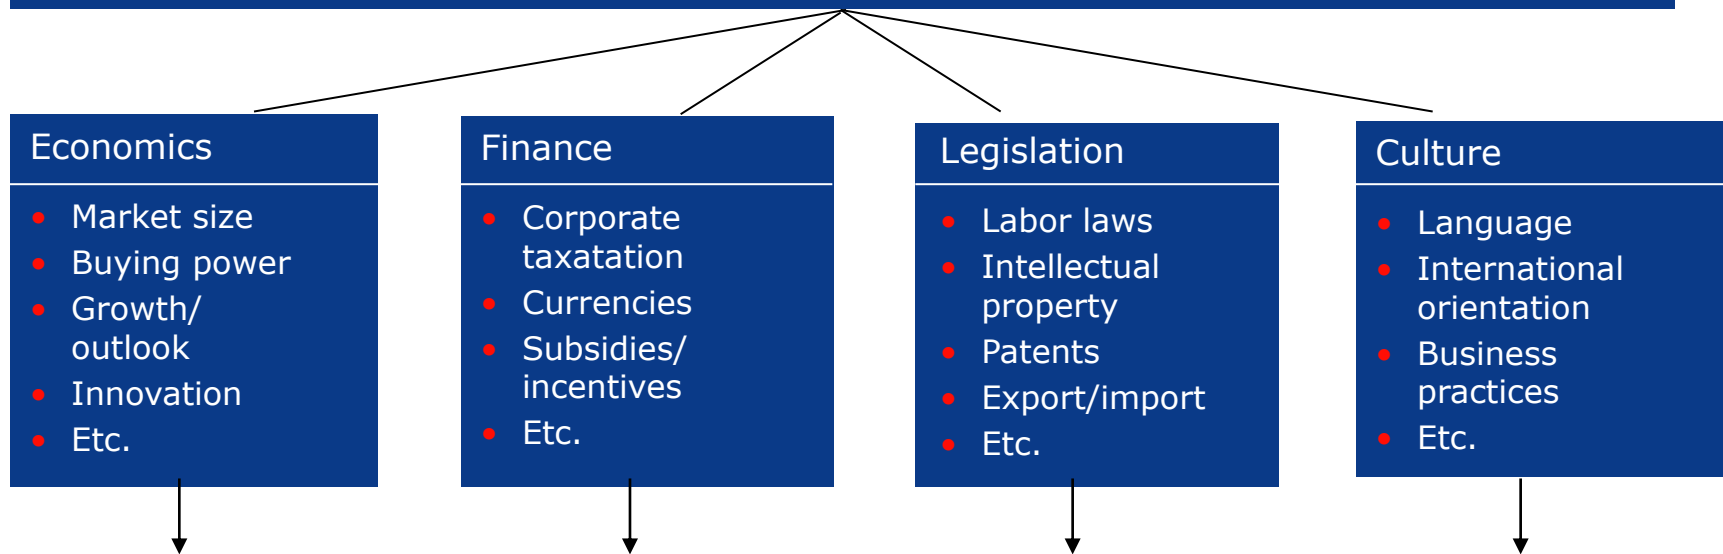 Economics
Market size
Buying power
Growth/
outlook
Innovation
Etc.
Finance
Corporate
taxatation
Currencies
Subsidies/
incentives
Etc.
Legislation
Labor laws
Intellectual
property
Patents
Export/import
Etc.
Culture
Language
International
orientation
Business
practices
Etc.